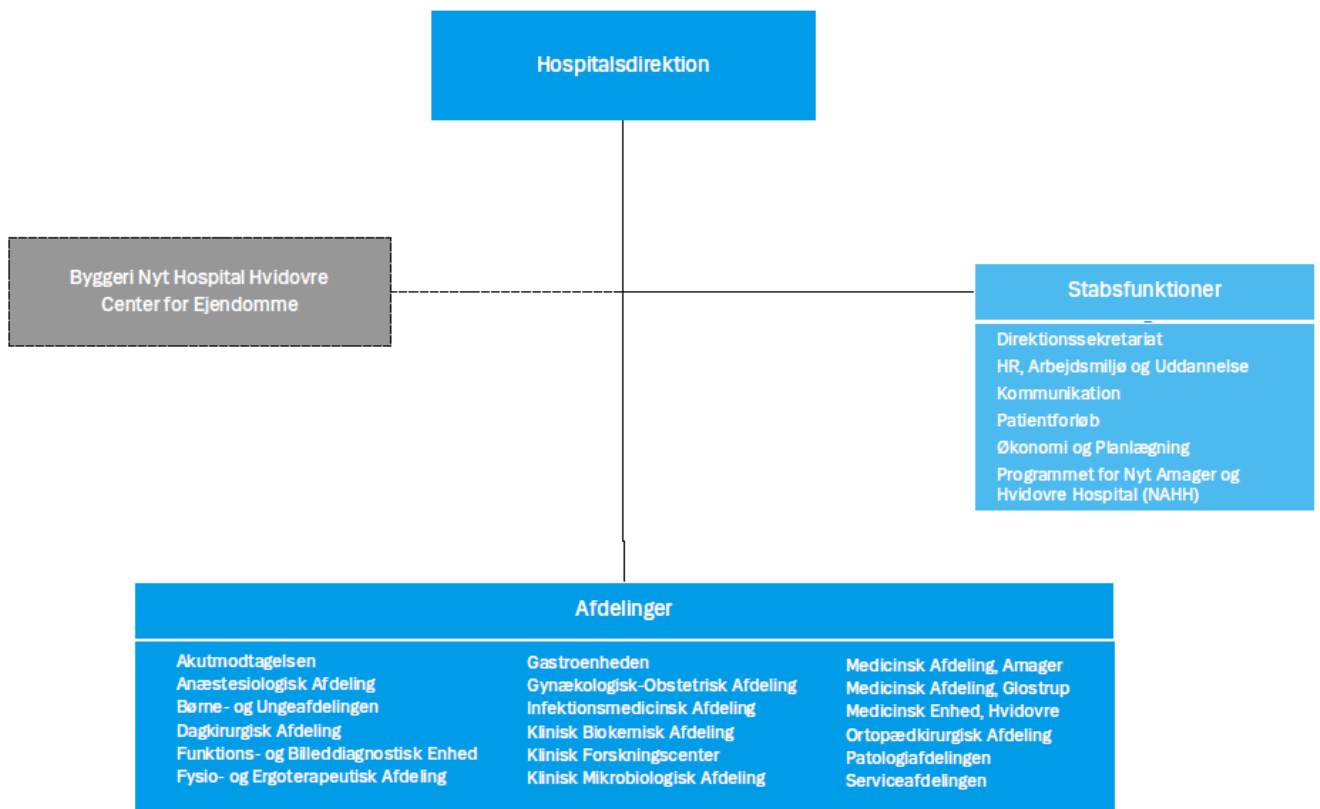 Hospitalsdirektion
Byggeri Nyt Hospital Hvidovre
Center for Ejendomme
Stabsfunktioner
Direktionssekretariat
HR, Arbejdsmiljø og Uddannelse
Kommunikation
Patientforløb
Økonomi og Planlægning
Programmet for Nyt Amager og
Hvidovre Hospital (NAHH)
Afdelinger
Akutmodtagelsen
Anæstesiologisk Afdeling
Børne- og Ungeafdelingen
Dagkirurgisk Afdeling
Funktions- og Billeddiagnostisk Enhed
Fysio- og Ergoterapeutisk Afdeling
Gastroenheden
Gynækologisk-Obstetrisk Afdeling
Infektionsmedicinsk Afdeling
Klinisk Biokemisk Afdeling
Klinisk Forskningscenter
Klinisk Mikrobiologisk Afdeling
Medicinsk Afdeling, Amager
Medicinsk Afdeling, Glostrup
Medicinsk Enhed, Hvidovre
Ortopædkirurgisk Afdeling
Patologiafdelingen
Serviceafdelingen